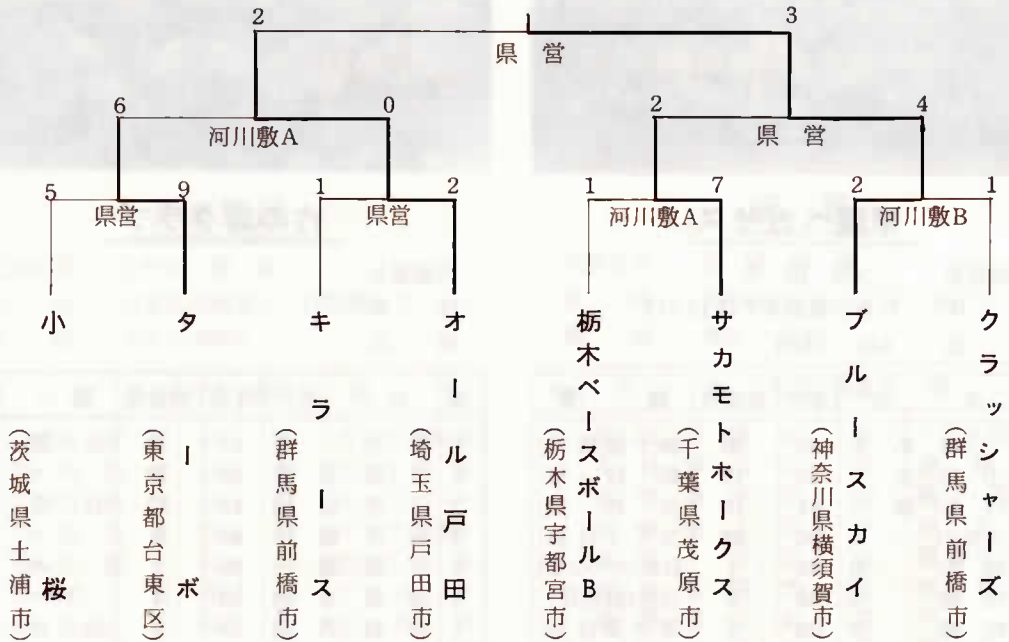 2 3
県 営
6 0 2 4
河川敷A 県 営
5 9 1 2 1 7 2 1
県営 県営 河川敷A 河川敷B
小桜
(茨城県土浦市)
ターボ
(東京都台東区)
キラース
(群馬県前橋市)
オール戸田
(埼玉県戸田市)
栃木ベースボールB
(栃木県宇都宮市)
サカモトホークス
(千葉県茂原市)
ブルースカイ
(神奈川県横須賀市)
クラッシャーズ
(群馬県前橋市)